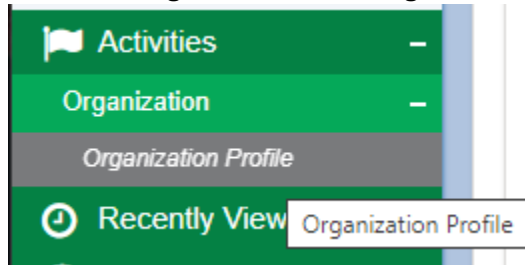 Activities
Organization
Organization Profile
Recently View
Organization Profile